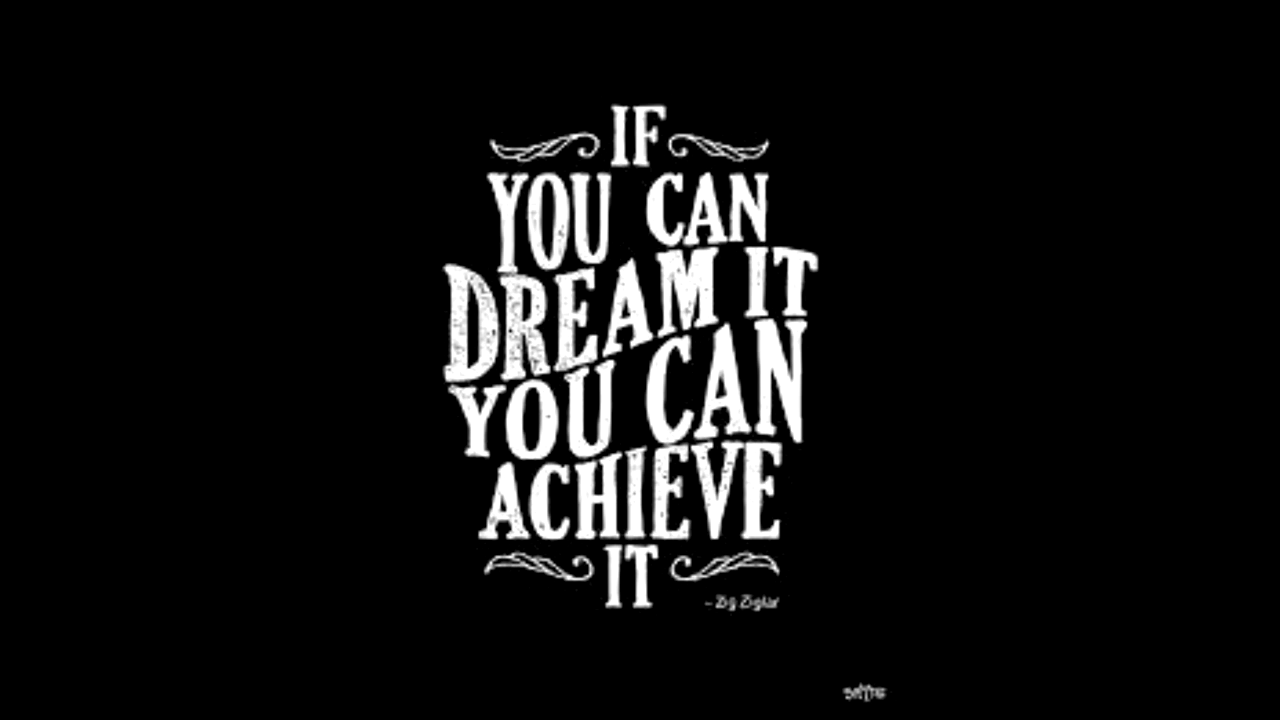 IF
YOU CAN
DREAM IT
YOU CAN
ACHIEVE
IT
- Zig Ziglar